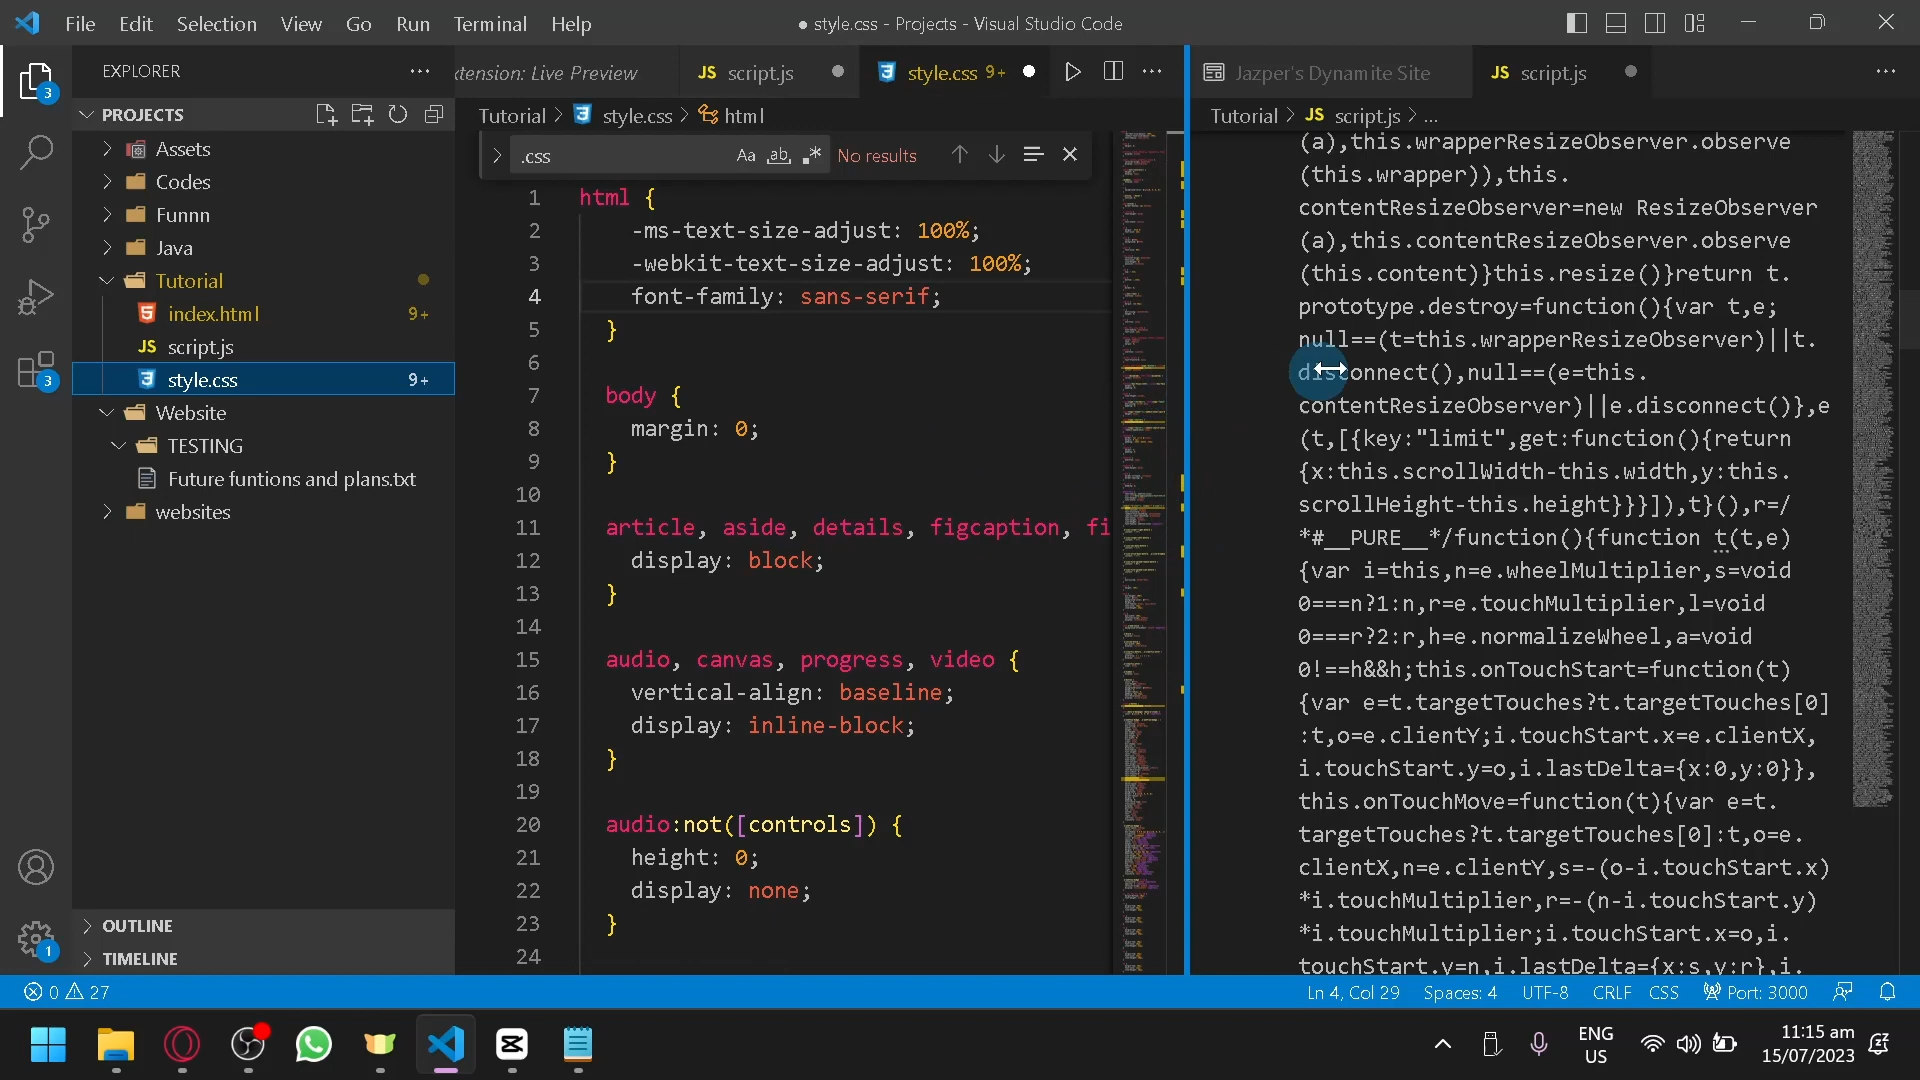 File Edit Selection View Go Run Terminal Help
● style.css - Projects - Visual Studio Code
EXPLORER
PROJECTS
Assets
Codes
Funnn
Java
Tutorial
index.html 9+
JS script.js
style.css 9+
Website
TESTING
Future funtions and plans.txt
websites
OUTLINE
TIMELINE
3
3
1
xtension: Live Preview
JS script.js
style.css 9+
Tutorial > style.css > html
.css
Aa ab .* No results
1 html {
2 -ms-text-size-adjust: 100%;
3 -webkit-text-size-adjust: 100%;
4 font-family: sans-serif;
5 }
6
7 body {
8 margin: 0;
9 }
10
11 article, aside, details, figcaption, fi
12 display: block;
13 }
14
15 audio, canvas, progress, video {
16 vertical-align: baseline;
17 display: inline-block;
18 }
19
20 audio:not([controls]) {
21 height: 0;
22 display: none;
23 }
24
Jazper's Dynamite Site
JS script.js
Tutorial > JS script.js > ...
(a),this.wrapperResizeObserver.observe
(this.wrapper)),this.
contentResizeObserver=new ResizeObserver
(a),this.contentResizeObserver.observe
(this.content)}this.resize()}return t.
prototype.destroy=function(){var t,e;
null==(t=this.wrapperResizeObserver)||t.
disconnect(),null==(e=this.
contentResizeObserver)||e.disconnect()},e
(t,[{key:"limit",get:function(){return
{x:this.scrollWidth-this.width,y:this.
scrollHeight-this.height}}}]),t}(),r=/
*#__PURE__*/function(){function t(t,e)
{var i=this,n=e.wheelMultiplier,s=void
0===n?1:n,r=e.touchMultiplier,l=void
0===r?2:r,h=e.normalizeWheel,a=void
0!==h&&h;this.onTouchStart=function(t)
{var e=t.targetTouches?t.targetTouches[0]
:t,o=e.clientY;i.touchStart.x=e.clientX,
i.touchStart.y=o,i.lastDelta={x:0,y:0}},
this.onTouchMove=function(t){var e=t.
targetTouches?t.targetTouches[0]:t,o=e.
clientX,n=e.clientY,s=-(o-i.touchStart.x)
*i.touchMultiplier,r=-(n-i.touchStart.y)
*i.touchMultiplier;i.touchStart.x=o,i.
touchStart.y=n,i.lastDelta={x:s,y:r},i.
0 27
Ln 4, Col 29 Spaces: 4 UTF-8 CRLF CSS Port: 3000
ENG
US
11:15 am
15/07/2023